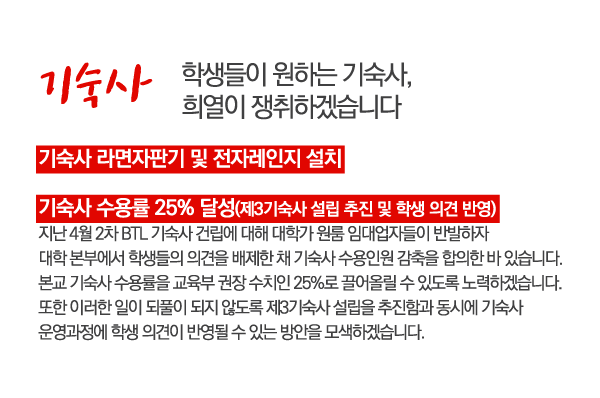 기숙사
학생들이 원하는 기숙사,
희열이 쟁취하겠습니다
기숙사 라면자판기 및 전자레인지 설치
기숙사 수용률 25% 달성(제3기숙사 설립 추진 및 학생 의견 반영)
지난 4월 2차 BTL 기숙사 건립에 대해 대학가 원룸 임대업자들이 반발하자
대학 본부에서 학생들의 의견을 배제한 채 기숙사 수용인원 감축을 합의한 바 있습니다.
본교 기숙사 수용률을 교육부 권장 수치인 25%로 끌어올릴 수 있도록 노력하겠습니다.
또한 이러한 일이 되풀이 되지 않도록 제3기숙사 설립을 추진함과 동시에 기숙사
운영과정에 학생 의견이 반영될 수 있는 방안을 모색하겠습니다.